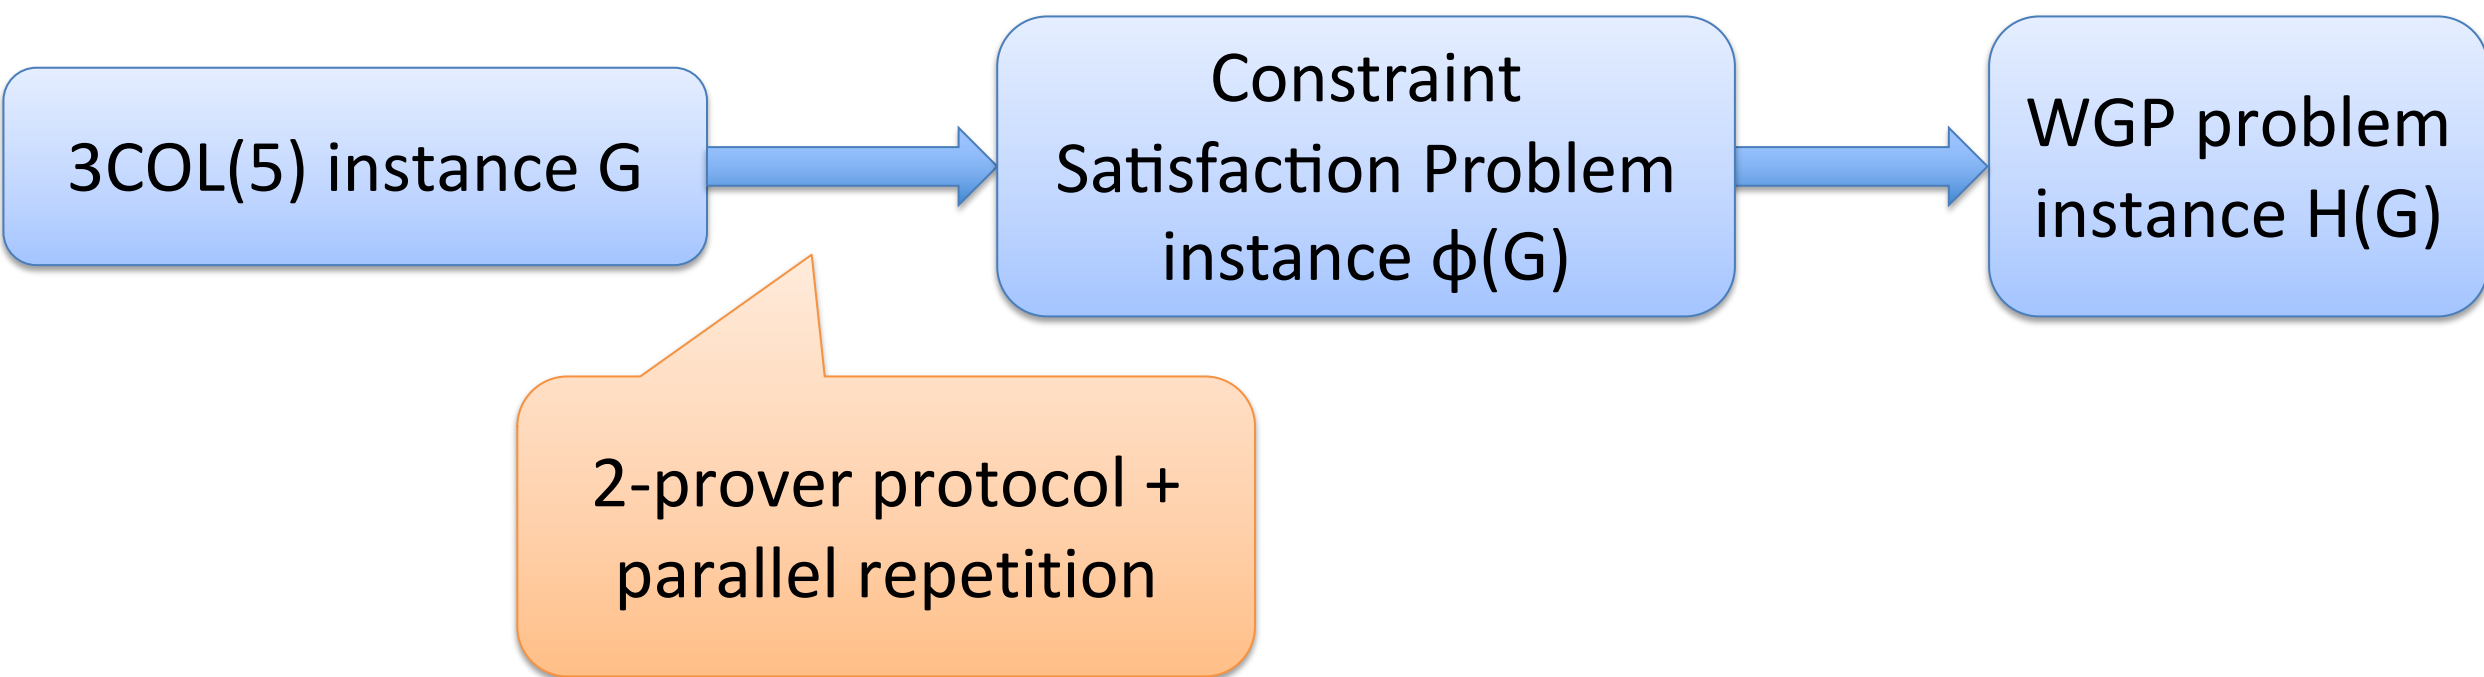 3COL(5) instance G
Constraint
Satisfaction Problem
instance ϕ(G)
WGP problem
instance H(G)
2-prover protocol +
parallel repetition